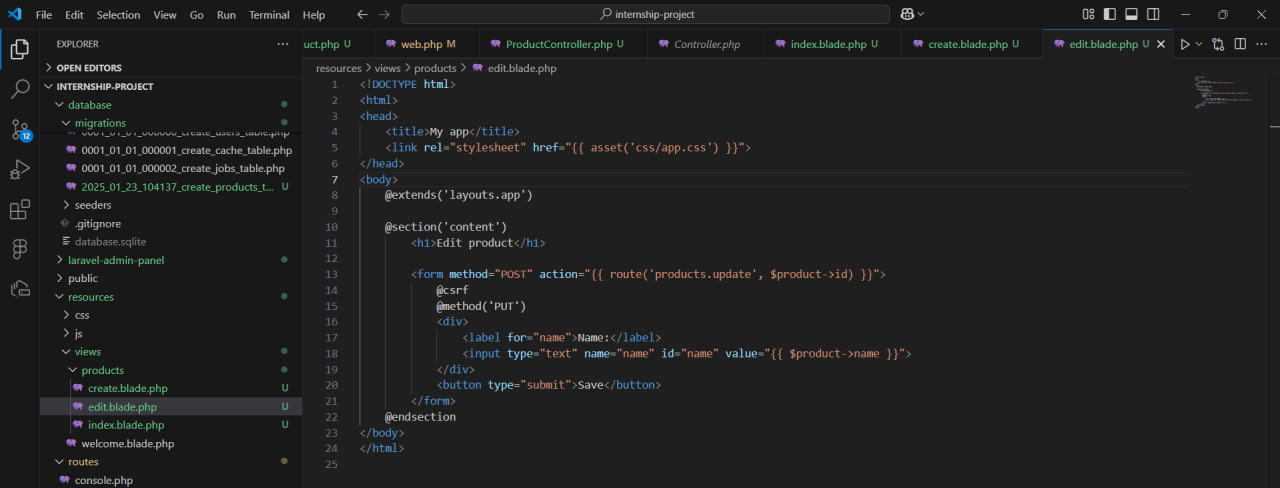 File Edit Selection View Go Run Terminal Help
internship-project
EXPLORER
OPEN EDITORS
INTERNSHIP-PROJECT
database
migrations
0001_01_01_000000_create_users_table.php
0001_01_01_000001_create_cache_table.php
0001_01_01_000002_create_jobs_table.php
2025_01_23_104137_create_products_t... U
seeders
.gitignore
database.sqlite
laravel-admin-panel
public
resources
css
js
views
products
create.blade.php U
edit.blade.php U
index.blade.php U
welcome.blade.php
routes
console.php
12
uct.php U
web.php M
ProductController.php U
Controller.php
index.blade.php U
create.blade.php U
edit.blade.php U
resources > views > products > edit.blade.php
1 <!DOCTYPE html>
2 <html>
3 <head>
4 <title>My app</title>
5 <link rel="stylesheet" href="{{ asset('css/app.css') }}">
6 </head>
7 <body>
8 @extends('layouts.app')
9
10 @section('content')
11 <h1>Edit product</h1>
12
13 <form method="POST" action="{{ route('products.update', $product->id) }}">
14 @csrf
15 @method('PUT')
16 <div>
17 <label for="name">Name:</label>
18 <input type="text" name="name" id="name" value="{{ $product->name }}">
19 </div>
20 <button type="submit">Save</button>
21 </form>
22 @endsection
23 </body>
24 </html>
25